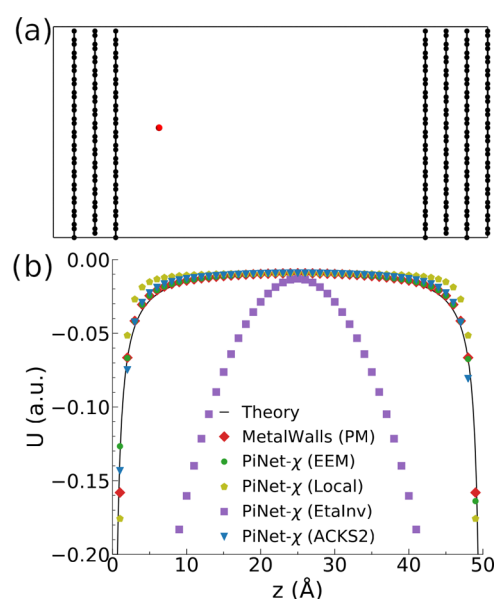 (a)
(b)
0.00
−0.05
−0.10
−0.15
−0.20
U (a.u.)
Theory
MetalWalls (PM)
PiNet-χ (EEM)
PiNet-χ (Local)
PiNet-χ (EtaInv)
PiNet-χ (ACKS2)
0 10 20 30 40 50
z (Å)